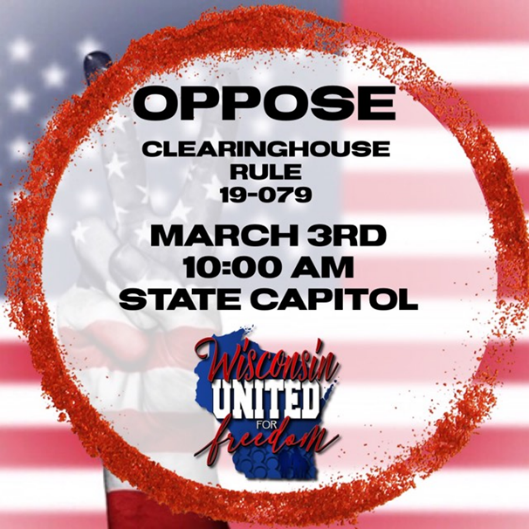 OPPOSE
CLEARINGHOUSE
RULE
19-079
MARCH 3RD
10:00 AM
STATE CAPITOL
Wisconsin
UNITED
FOR
freedom